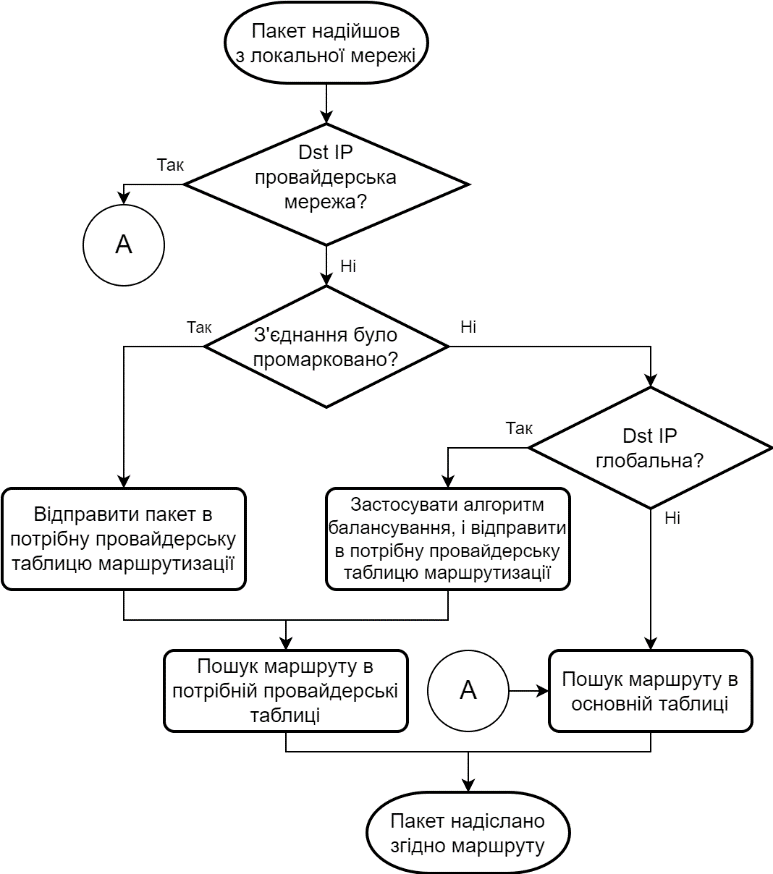 Пакет надійшов
з локальної мережі
Dst IP
провайдерська
мережа?
Так
А
Ні
З'єднання було
промарковано?
Так
Ні
Dst IP
глобальна?
Так
Ні
Відправити пакет в
потрібну провайдерську
таблицю маршрутизації
Застосувати алгоритм
балансування, і відправити
в потрібну провайдерську
таблицю маршрутизації
Пошук маршруту в
потрібній провайдерські
таблиці
А
Пошук маршруту в
основній таблиці
Пакет надіслано
згідно маршруту